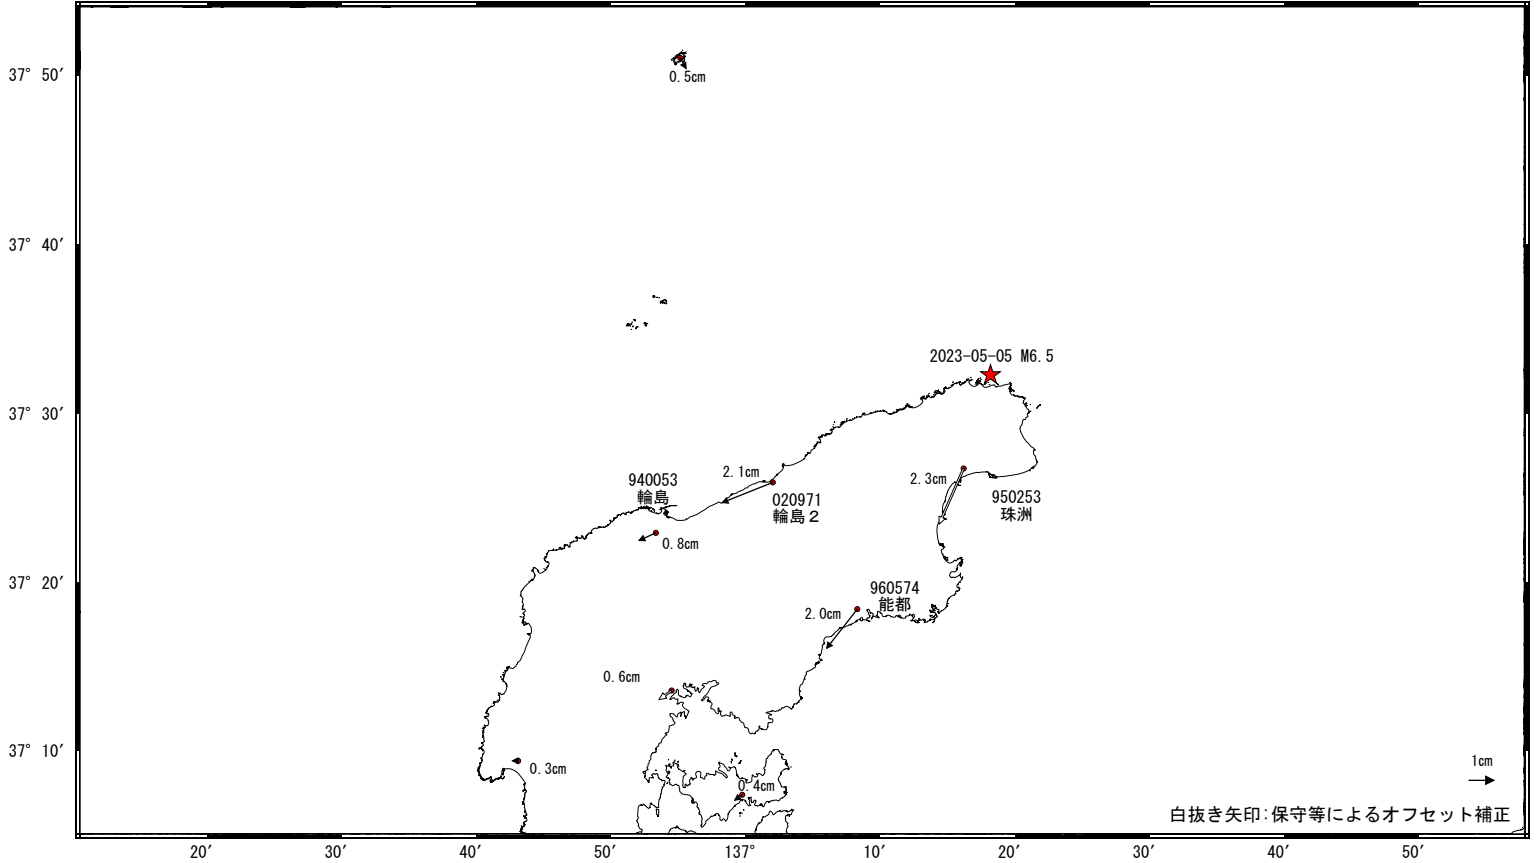 37° 50′
0.5cm
37° 40′
2023-05-05 M6.5
37° 30′
2.1cm
940053
輪島
2.3cm
020971
輪島２
950253
珠洲
0.8cm
37° 20′
960574
能都
2.0cm
0.6cm
37° 10′
0.3cm
0.4cm
1cm
白抜き矢印:保守等によるオフセット補正
20′ 30′ 40′ 50′ 137° 10′ 20′ 30′ 40′ 50′